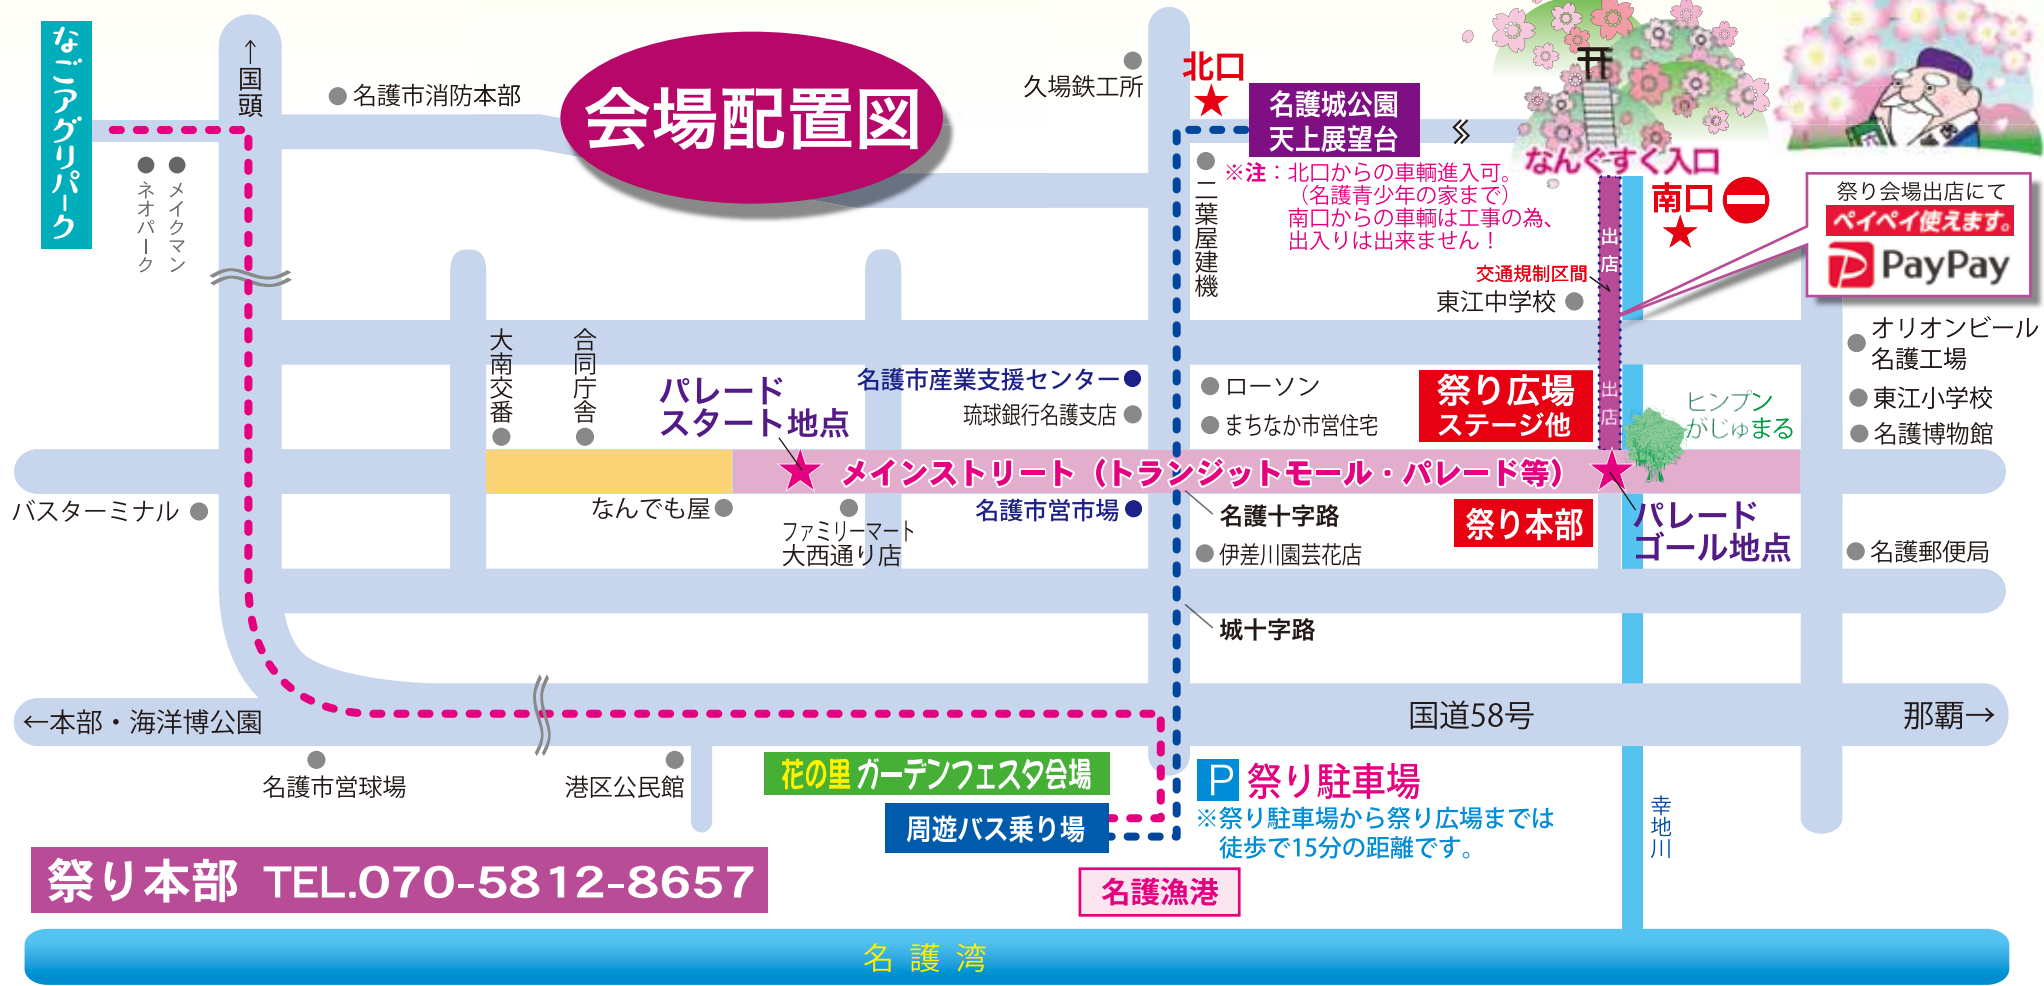 会場配置図
なごアグリパーク
↑国頭
名護市消防本部
ネオパーク
メイクマン
久場鉄工所
北口
名護城公園
天上展望台
※注：北口からの車輌進入可。
（名護青少年の家まで）
南口からの車輌は工事の為、
出入りは出来ません！
二葉屋建機
なんぐすく入口
南口
祭り会場出店にて
ペイペイ使えます。
PayPay
出店
交通規制区間
東江中学校
オリオンビール
名護工場
東江小学校
名護博物館
大南交番
合同庁舎
パレード
スタート地点
名護市産業支援センター
琉球銀行名護支店
ローソン
まちなか市営住宅
祭り広場
ステージ他
出店
ヒンプン
がじゅまる
メインストリート（トランジットモール・パレード等）
バスターミナル
なんでも屋
ファミリーマート
大西通り店
名護市営市場
名護十字路
伊差川園芸花店
祭り本部
パレード
ゴール地点
名護郵便局
城十字路
←本部・海洋博公園
国道58号
那覇→
名護市営球場
港区公民館
花の里 ガーデンフェスタ会場
周遊バス乗り場
P 祭り駐車場
※祭り駐車場から祭り広場までは
徒歩で15分の距離です。
幸地川
祭り本部 TEL.070-5812-8657
名護漁港
名護湾